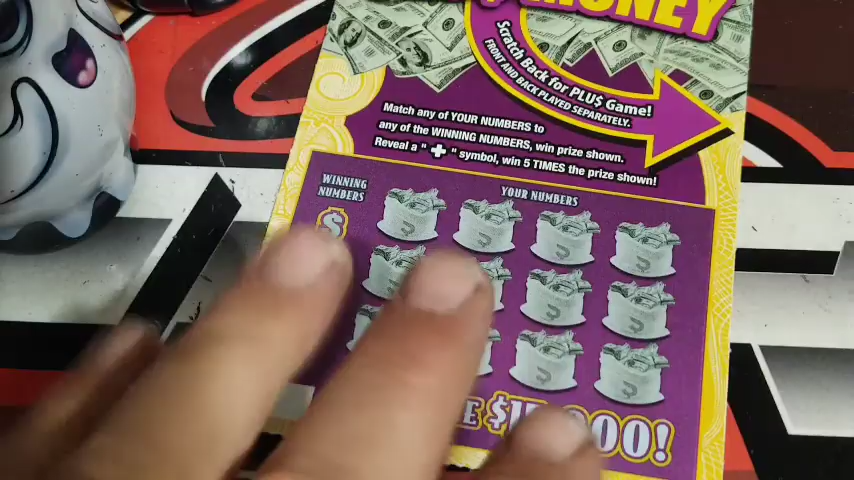 MONEY
Scratch Back for PLU$ Game!
FRONT AND BACK PLAYED SEPARATELY.
Match any of YOUR NUMBERS to
any of the WINNING NUMBERS, win prize shown.
Reveal a "+" symbol, win 5 TIMES the prize shown!
WINNING
NUMBERS
YOUR NUMBERS